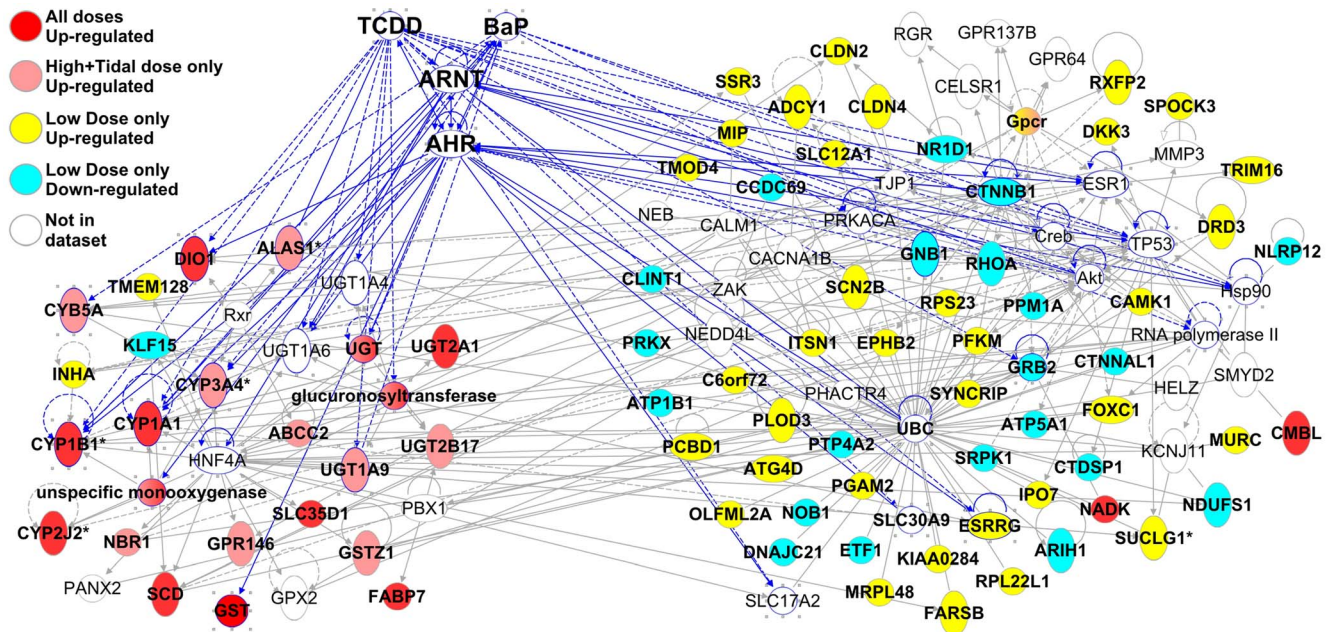 All doses
Up-regulated
High+Tidal dose only
Up-regulated
Low Dose only
Up-regulated
Low Dose only
Down-regulated
Not in
dataset
TCDD
BaP
ARNT
AHR
RGR
GPR137B
GPR64
CELSR1
RXFP2
CLDN2
SSR3
ADCY1
CLDN4
Gpcr
SPOCK3
MIP
DKK3
NR1D1
SLC12A1
MMP3
TMOD4
TRIM16
CCDC69
TJP1
CTNNB1
ESR1
NEB
CALM1
PRKACA
DRD3
Creb
TP53
ALAS1*
DIO1
CACNA1B
GNB1
RHOA
NLRP12
UGT1A4
CLINT1
Akt
TMEM128
ZAK
SCN2B
Hsp90
CYB5A
RPS23
PPM1A
CAMK1
Rxr
NEDD4L
RNA polymerase II
KLF15
UGT1A6
UGT
UGT2A1
PRKX
ITSN1
EPHB2
PFKM
CTNNAL1
INHA
CYP3A4*
C6orf72
GRB2
SMYD2
glucuronosyltransferase
PHACTR4
SYNCRIP
HELZ
ATP1B1
FOXC1
CYP1A1
PLOD3
UBC
ATP5A1
CYP1B1*
ABCC2
UGT2B17
PCBD1
PTP4A2
MURC
CMBL
HNF4A
UGT1A9
SRPK1
CTDSP1
KCNJ11
ATG4D
unspecific monooxygenase
PGAM2
IPO7
NDUFS1
SLC35D1
PBX1
OLFML2A
NOB1
SLC30A9
ESRRG
NADK
CYP2J2*
NBR1
GPR146
GSTZ1
DNAJC21
ETF1
KIAA0284
ARIH1
SUCLG1*
PANX2
SCD
GPX2
FABP7
MRPL48
RPL22L1
GST
SLC17A2
FARSB